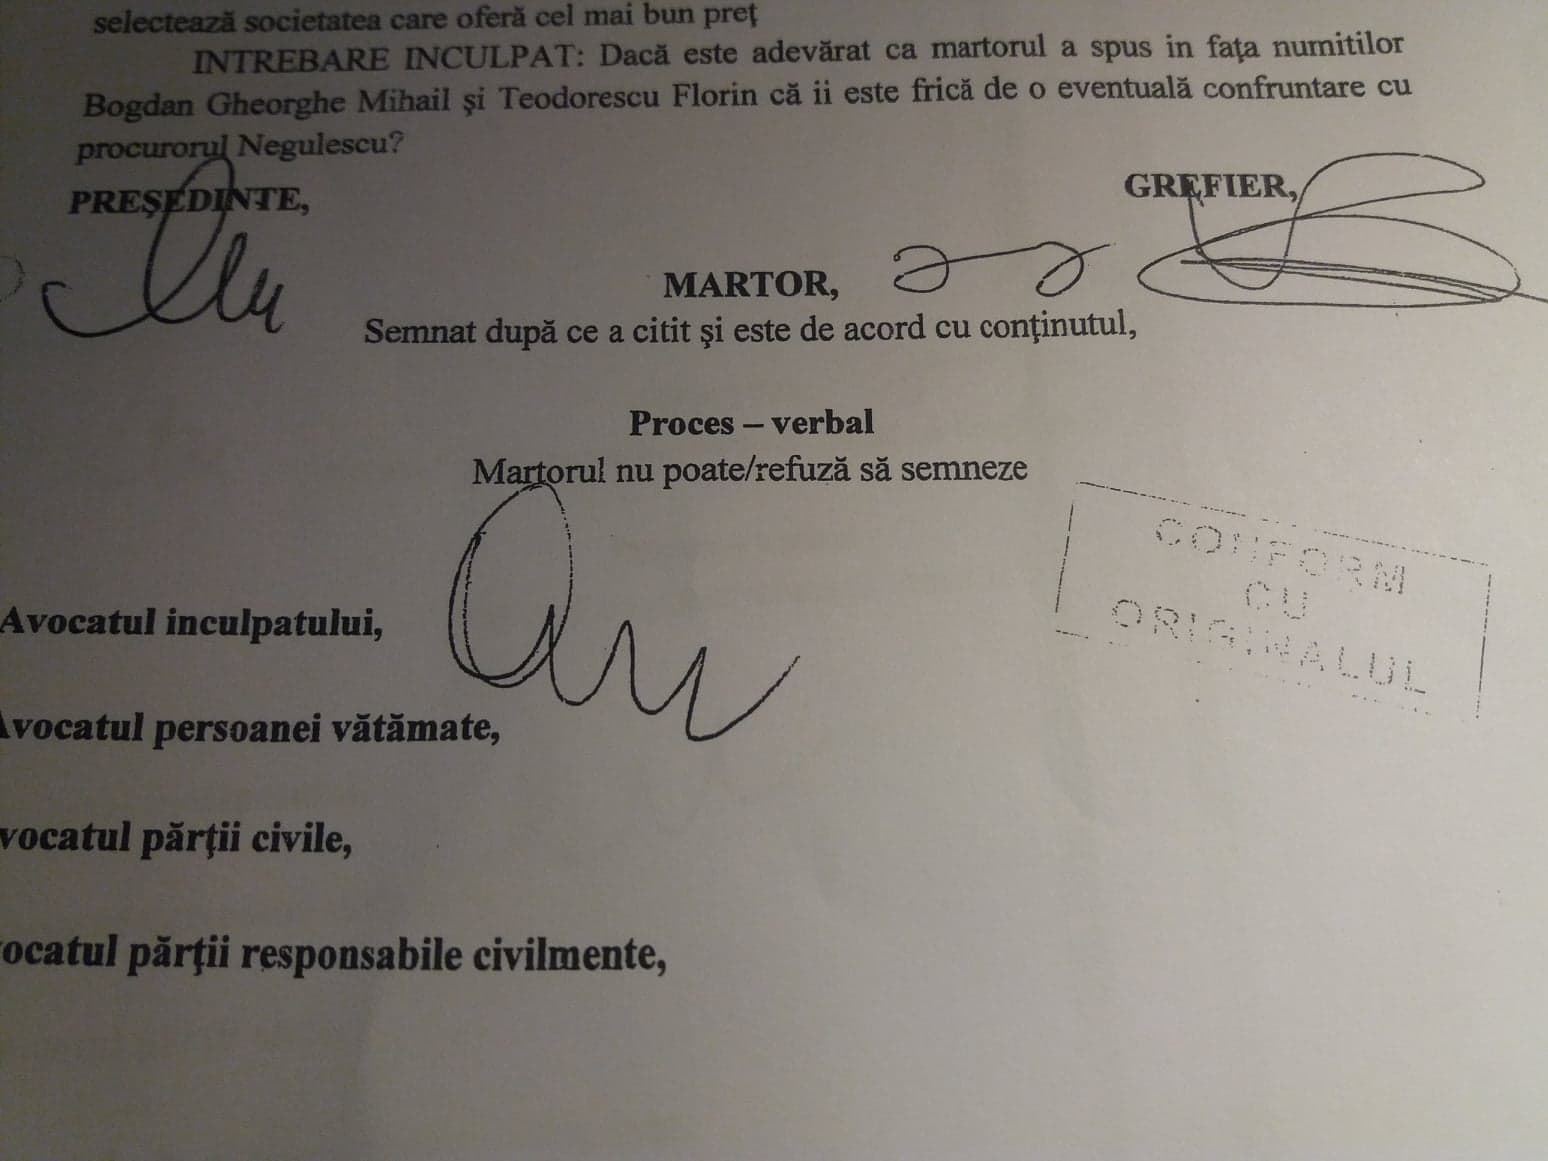 selectează societatea care oferă cel mai bun preţ
INTREBARE INCULPAT: Dacă este adevărat ca martorul a spus in faţa numitilor
Bogdan Gheorghe Mihail şi Teodorescu Florin că ii este frică de o eventuală confruntare cu
procurorul Negulescu?
PREŞEDINTE,
GREFIER,
MARTOR,
Semnat după ce a citit şi este de acord cu conţinutul,
Proces – verbal
Martorul nu poate/refuză să semneze
CONFORM
CU
ORIGINALUL
Avocatul inculpatului,
Avocatul persoanei vătămate,
vocatul părţii civile,
ocatul părţii responsabile civilmente,